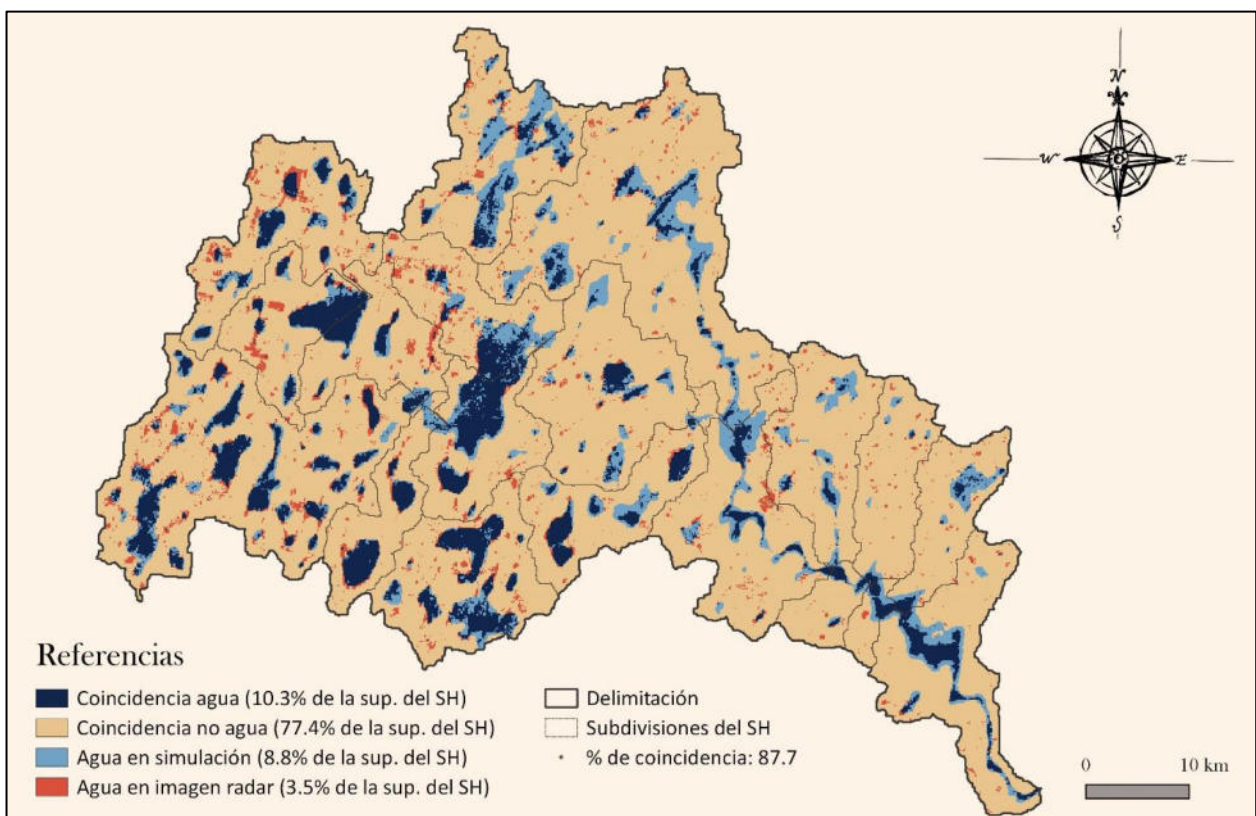 N
W
E
S
Referencias
Coincidencia agua (10.3% de la sup. del SH)
Coincidencia no agua (77.4% de la sup. del SH)
Agua en simulación (8.8% de la sup. del SH)
Agua en imagen radar (3.5% de la sup. del SH)
Delimitación
Subdivisiones del SH
% de coincidencia: 87.7
0 10 km